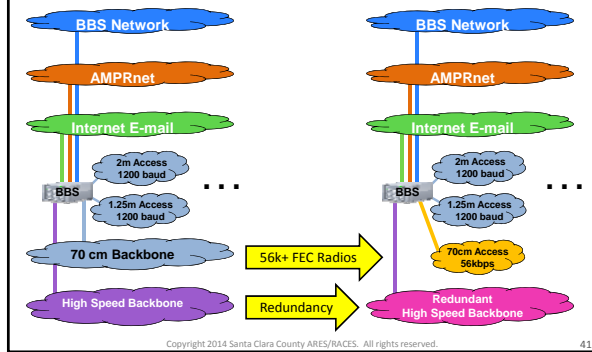 BBS Network
AMPRnet
Internet E-mail
2m Access
1200 baud
BBS
1.25m Access
1200 baud
...
70 cm Backbone
High Speed Backbone
56k+ FEC Radios
Redundancy
BBS Network
AMPRnet
Internet E-mail
2m Access
1200 baud
BBS
1.25m Access
1200 baud
...
70cm Access
56kbps
Redundant
High Speed Backbone
Copyright 2014 Santa Clara County ARES/RACES. All rights reserved.
41